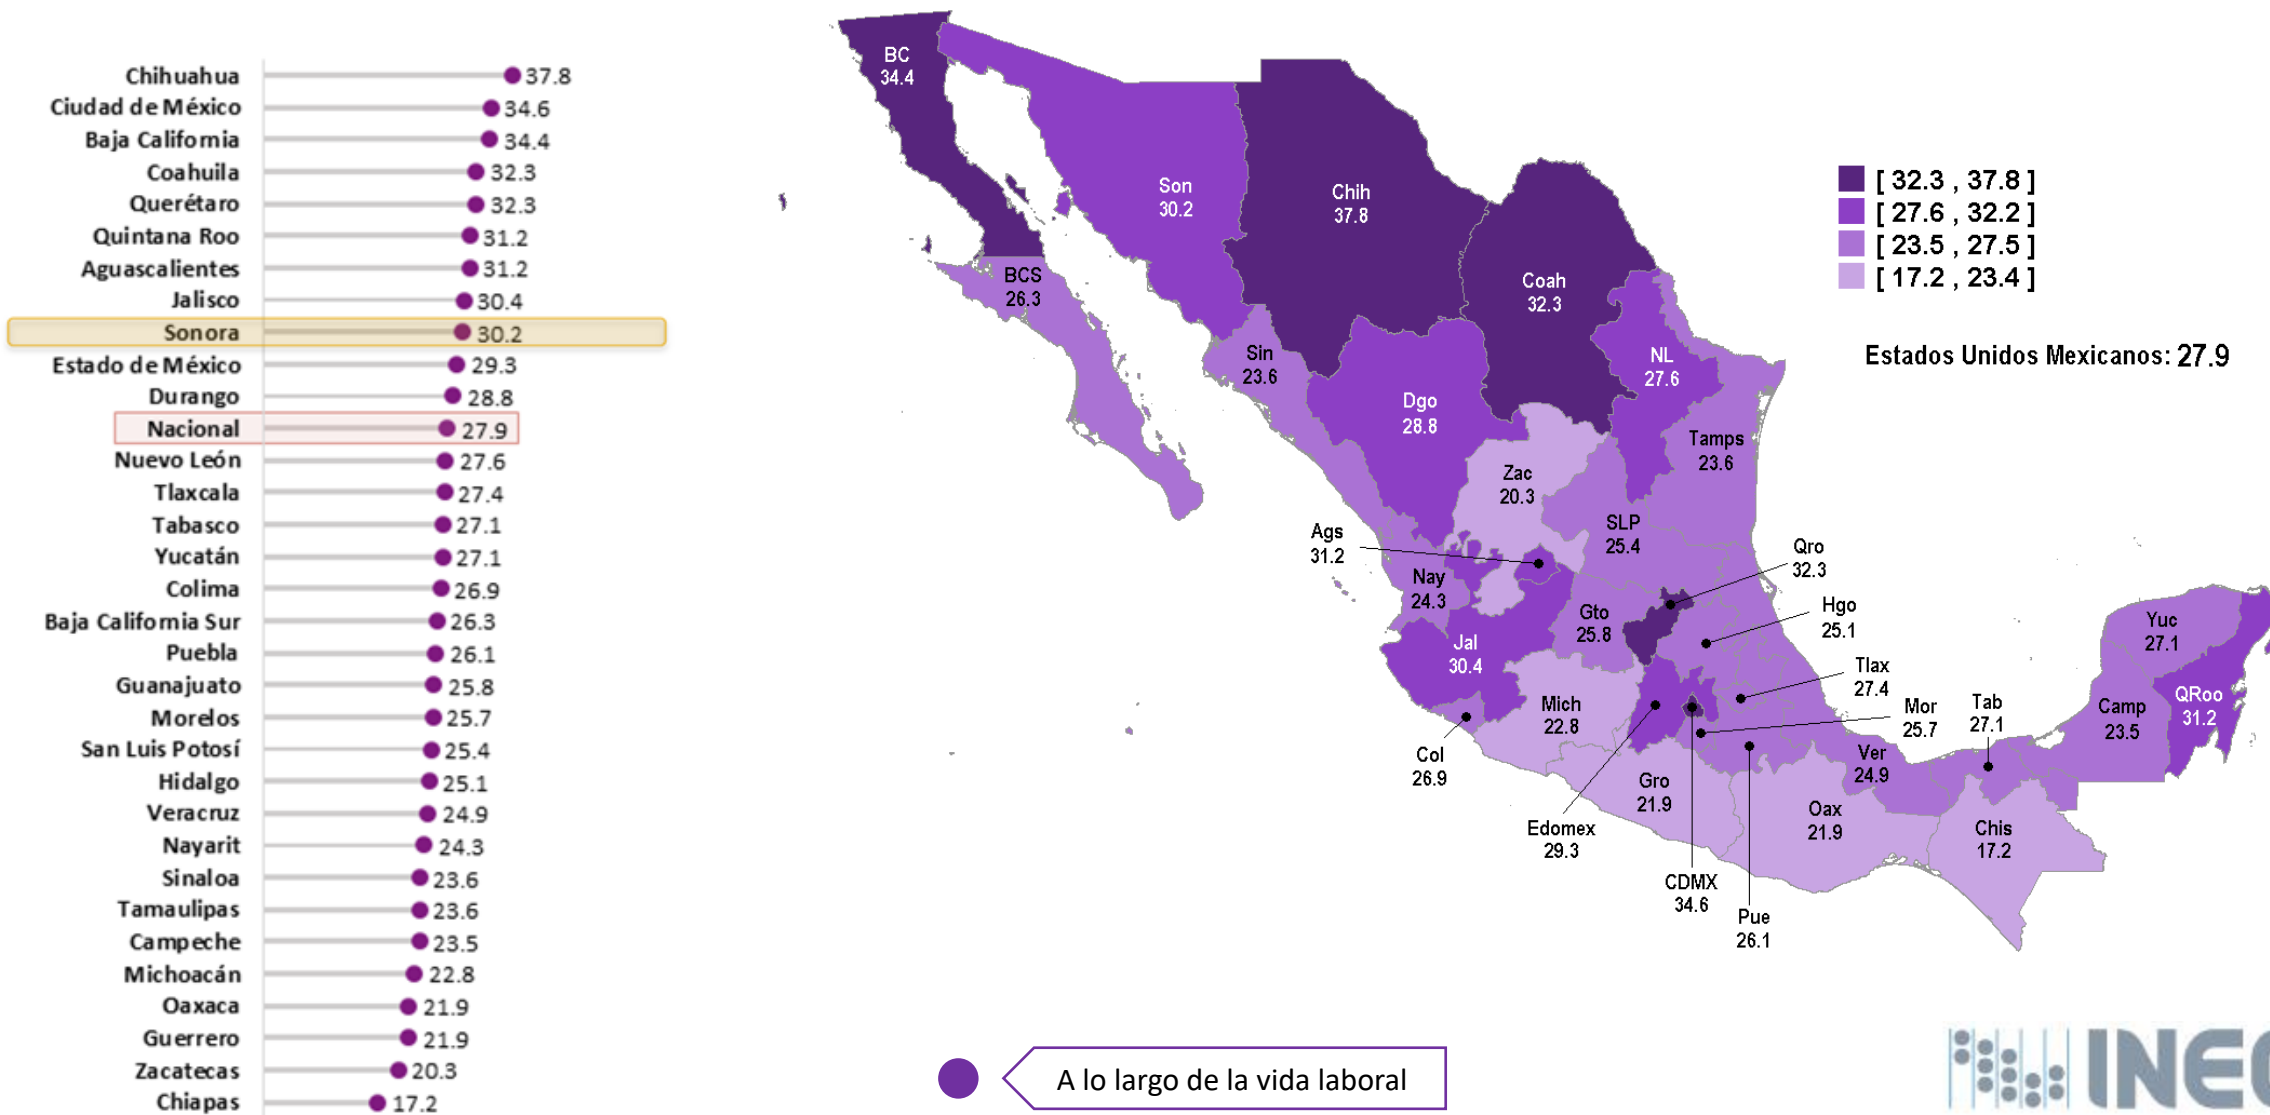 Chihuahua 37.8
Ciudad de México 34.6
Baja California 34.4
Coahuila 32.3
Querétaro 32.3
Quintana Roo 31.2
Aguascalientes 31.2
Jalisco 30.4
Sonora 30.2
Estado de México 29.3
Durango 28.8
Nacional 27.9
Nuevo León 27.6
Tlaxcala 27.4
Tabasco 27.1
Yucatán 27.1
Colima 26.9
Baja California Sur 26.3
Puebla 26.1
Guanajuato 25.8
Morelos 25.7
San Luis Potosí 25.4
Hidalgo 25.1
Veracruz 24.9
Nayarit 24.3
Sinaloa 23.6
Tamaulipas 23.6
Campeche 23.5
Michoacán 22.8
Oaxaca 21.9
Guerrero 21.9
Zacatecas 20.3
Chiapas 17.2
BC
34.4
Son
30.2
Chih
37.8
BCS
26.3
Coah
32.3
Sin
23.6
NL
27.6
Dgo
28.8
Tamps
23.6
Zac
20.3
SLP
25.4
Ags
31.2
Qro
32.3
Nay
24.3
Gto
25.8
Hgo
25.1
Jal
30.4
Tlax
27.4
Yuc
27.1
Mich
22.8
Mor
25.7
Tab
27.1
Camp
23.5
QRoo
31.2
Col
26.9
Ver
24.9
Gro
21.9
Oax
21.9
Chis
17.2
Edomex
29.3
CDMX
34.6
Pue
26.1
[ 32.3 , 37.8 ]
[ 27.6 , 32.2 ]
[ 23.5 , 27.5 ]
[ 17.2 , 23.4 ]
Estados Unidos Mexicanos: 27.9
A lo largo de la vida laboral
INEG